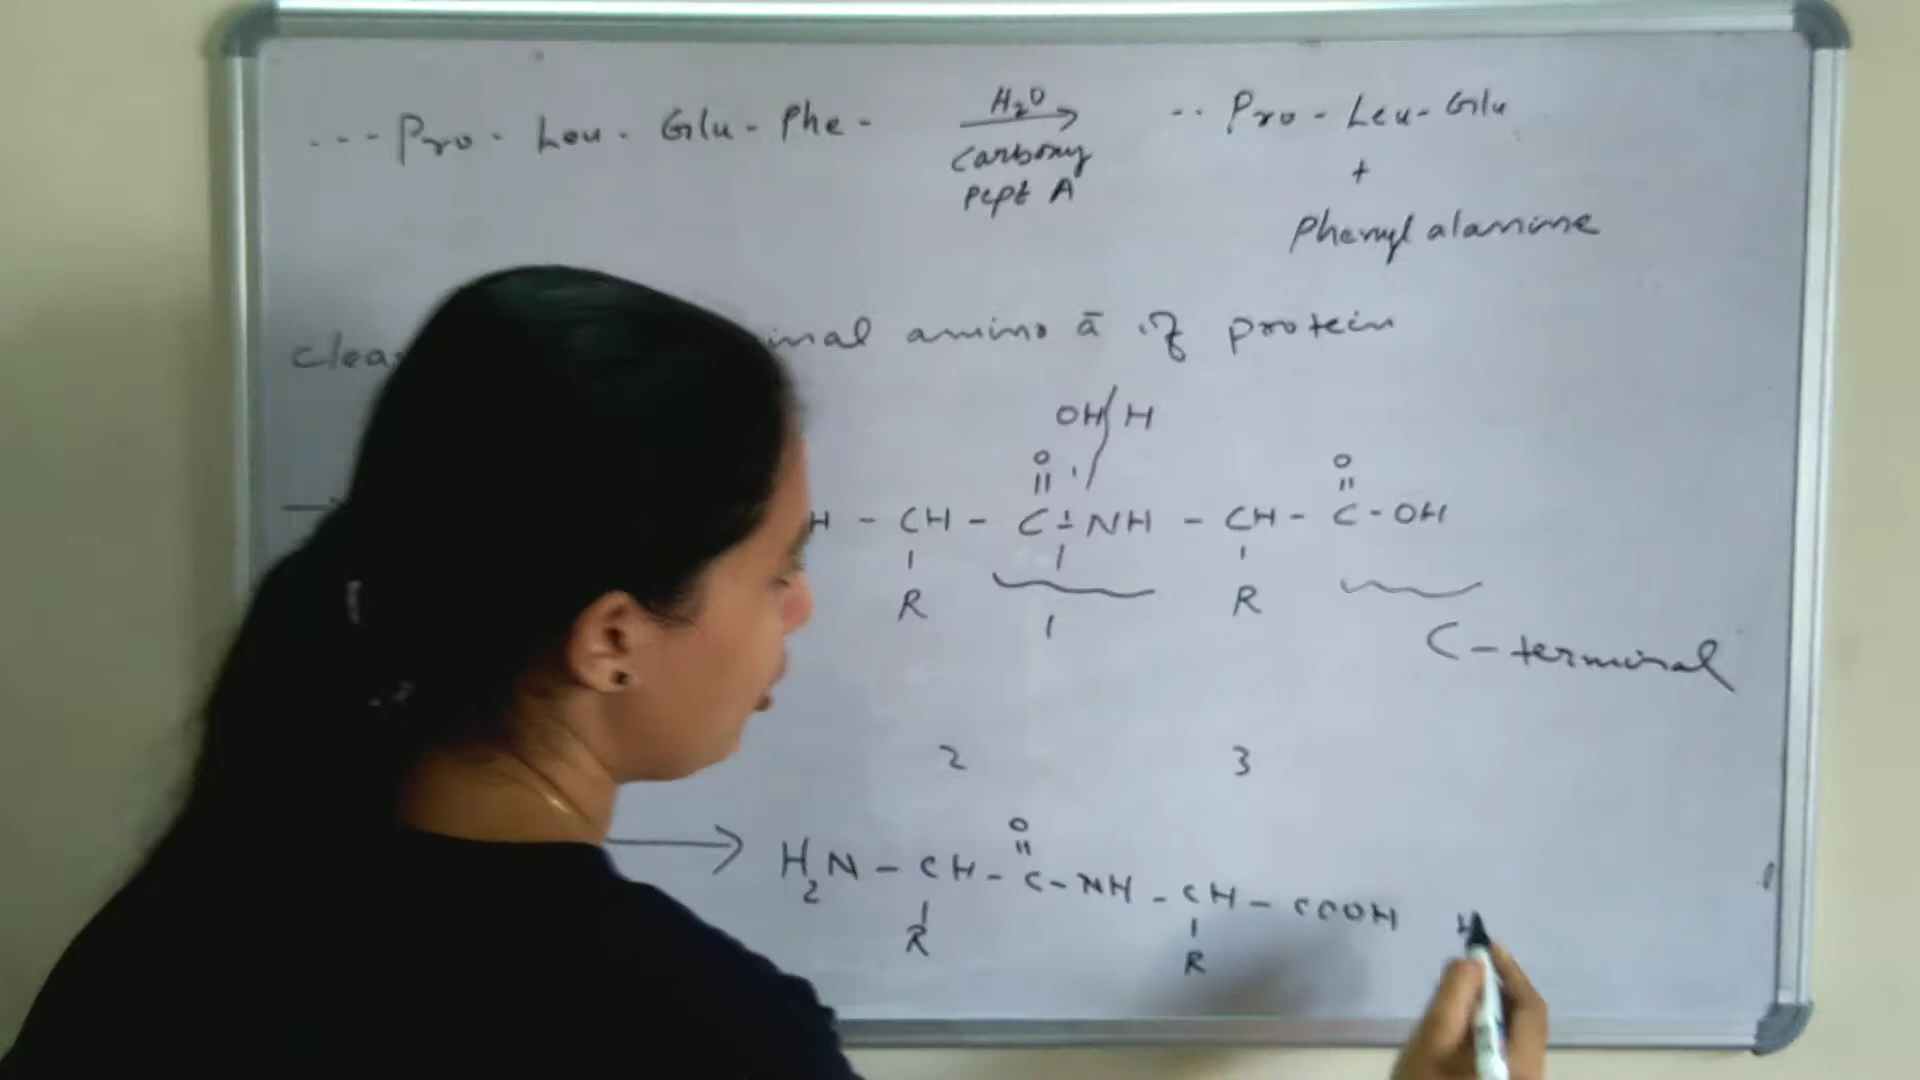 --- Pro - Leu - Glu - Phe - H2O -- Pro - Leu - Glu
Carboxy
Pept A +
Phenyl alanine
amino ā of protein
OH H
O O
H - CH - C - NH - CH - C - OH
R R
1
C-terminal
2 3
O
H2N - CH - C - NH - CH - COOH
R R